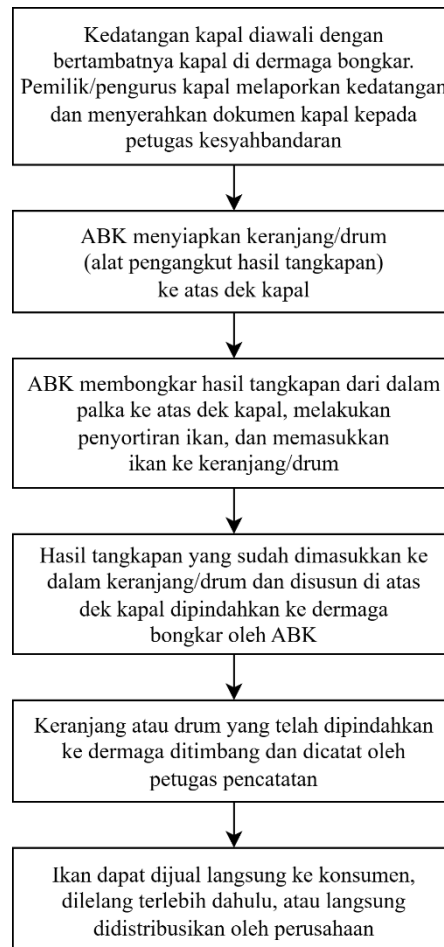 Kedatangan kapal diawali dengan
bertambatnya kapal di dermaga bongkar.
Pemilik/pengurus kapal melaporkan kedatangan
dan menyerahkan dokumen kapal kepada
petugas kesyahbandaran
ABK menyiapkan keranjang/drum
(alat pengangkut hasil tangkapan)
ke atas dek kapal
ABK membongkar hasil tangkapan dari dalam
palka ke atas dek kapal, melakukan
penyortiran ikan, dan memasukkan
ikan ke keranjang/drum
Hasil tangkapan yang sudah dimasukkan ke
dalam keranjang/drum dan disusun di atas
dek kapal dipindahkan ke dermaga
bongkar oleh ABK
Keranjang atau drum yang telah dipindahkan
ke dermaga ditimbang dan dicatat oleh
petugas pencatatan
Ikan dapat dijual langsung ke konsumen,
dilelang terlebih dahulu, atau langsung
didistribusikan oleh perusahaan